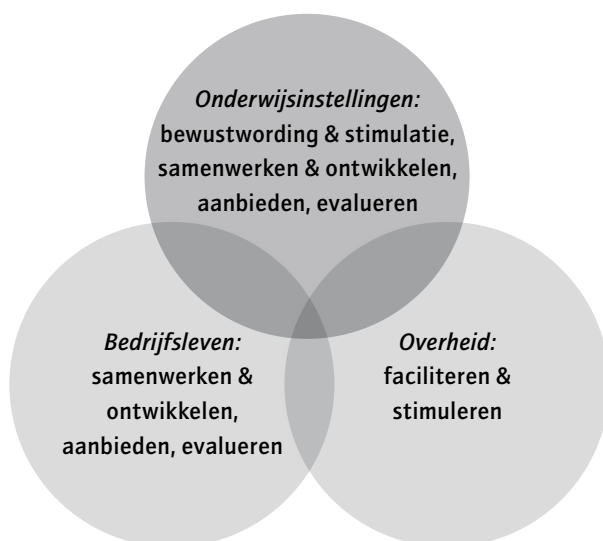 Onderwijsinstellingen:
bewustwording & stimulatie,
samenwerken & ontwikkelen,
aanbieden, evalueren
Bedrijfsleven:
samenwerken &
ontwikkelen,
aanbieden, evalueren
Overheid:
faciliteren &
stimuleren